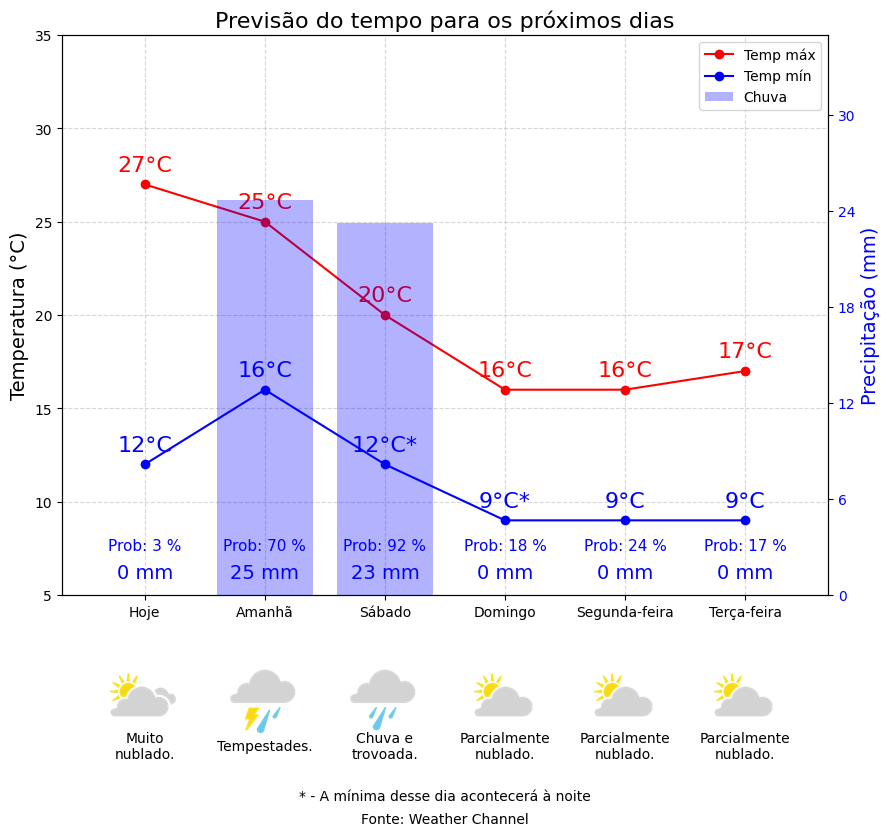 Previsão do tempo para os próximos dias
Temperatura (°C)
Precipitação (mm)
35
30
25
20
15
10
5
30
24
18
12
6
0
Temp máx
Temp mín
Chuva
27°C
25°C
20°C
16°C
16°C
17°C
12°C
16°C
12°C*
9°C*
9°C
9°C
Prob: 3 %
Prob: 70 %
Prob: 92 %
Prob: 18 %
Prob: 24 %
Prob: 17 %
0 mm
25 mm
23 mm
0 mm
0 mm
0 mm
Hoje
Amanhã
Sábado
Domingo
Segunda-feira
Terça-feira
Muito
nublado.
Tempestades.
Chuva e
trovoada.
Parcialmente
nublado.
Parcialmente
nublado.
Parcialmente
nublado.
* - A mínima desse dia acontecerá à noite
Fonte: Weather Channel